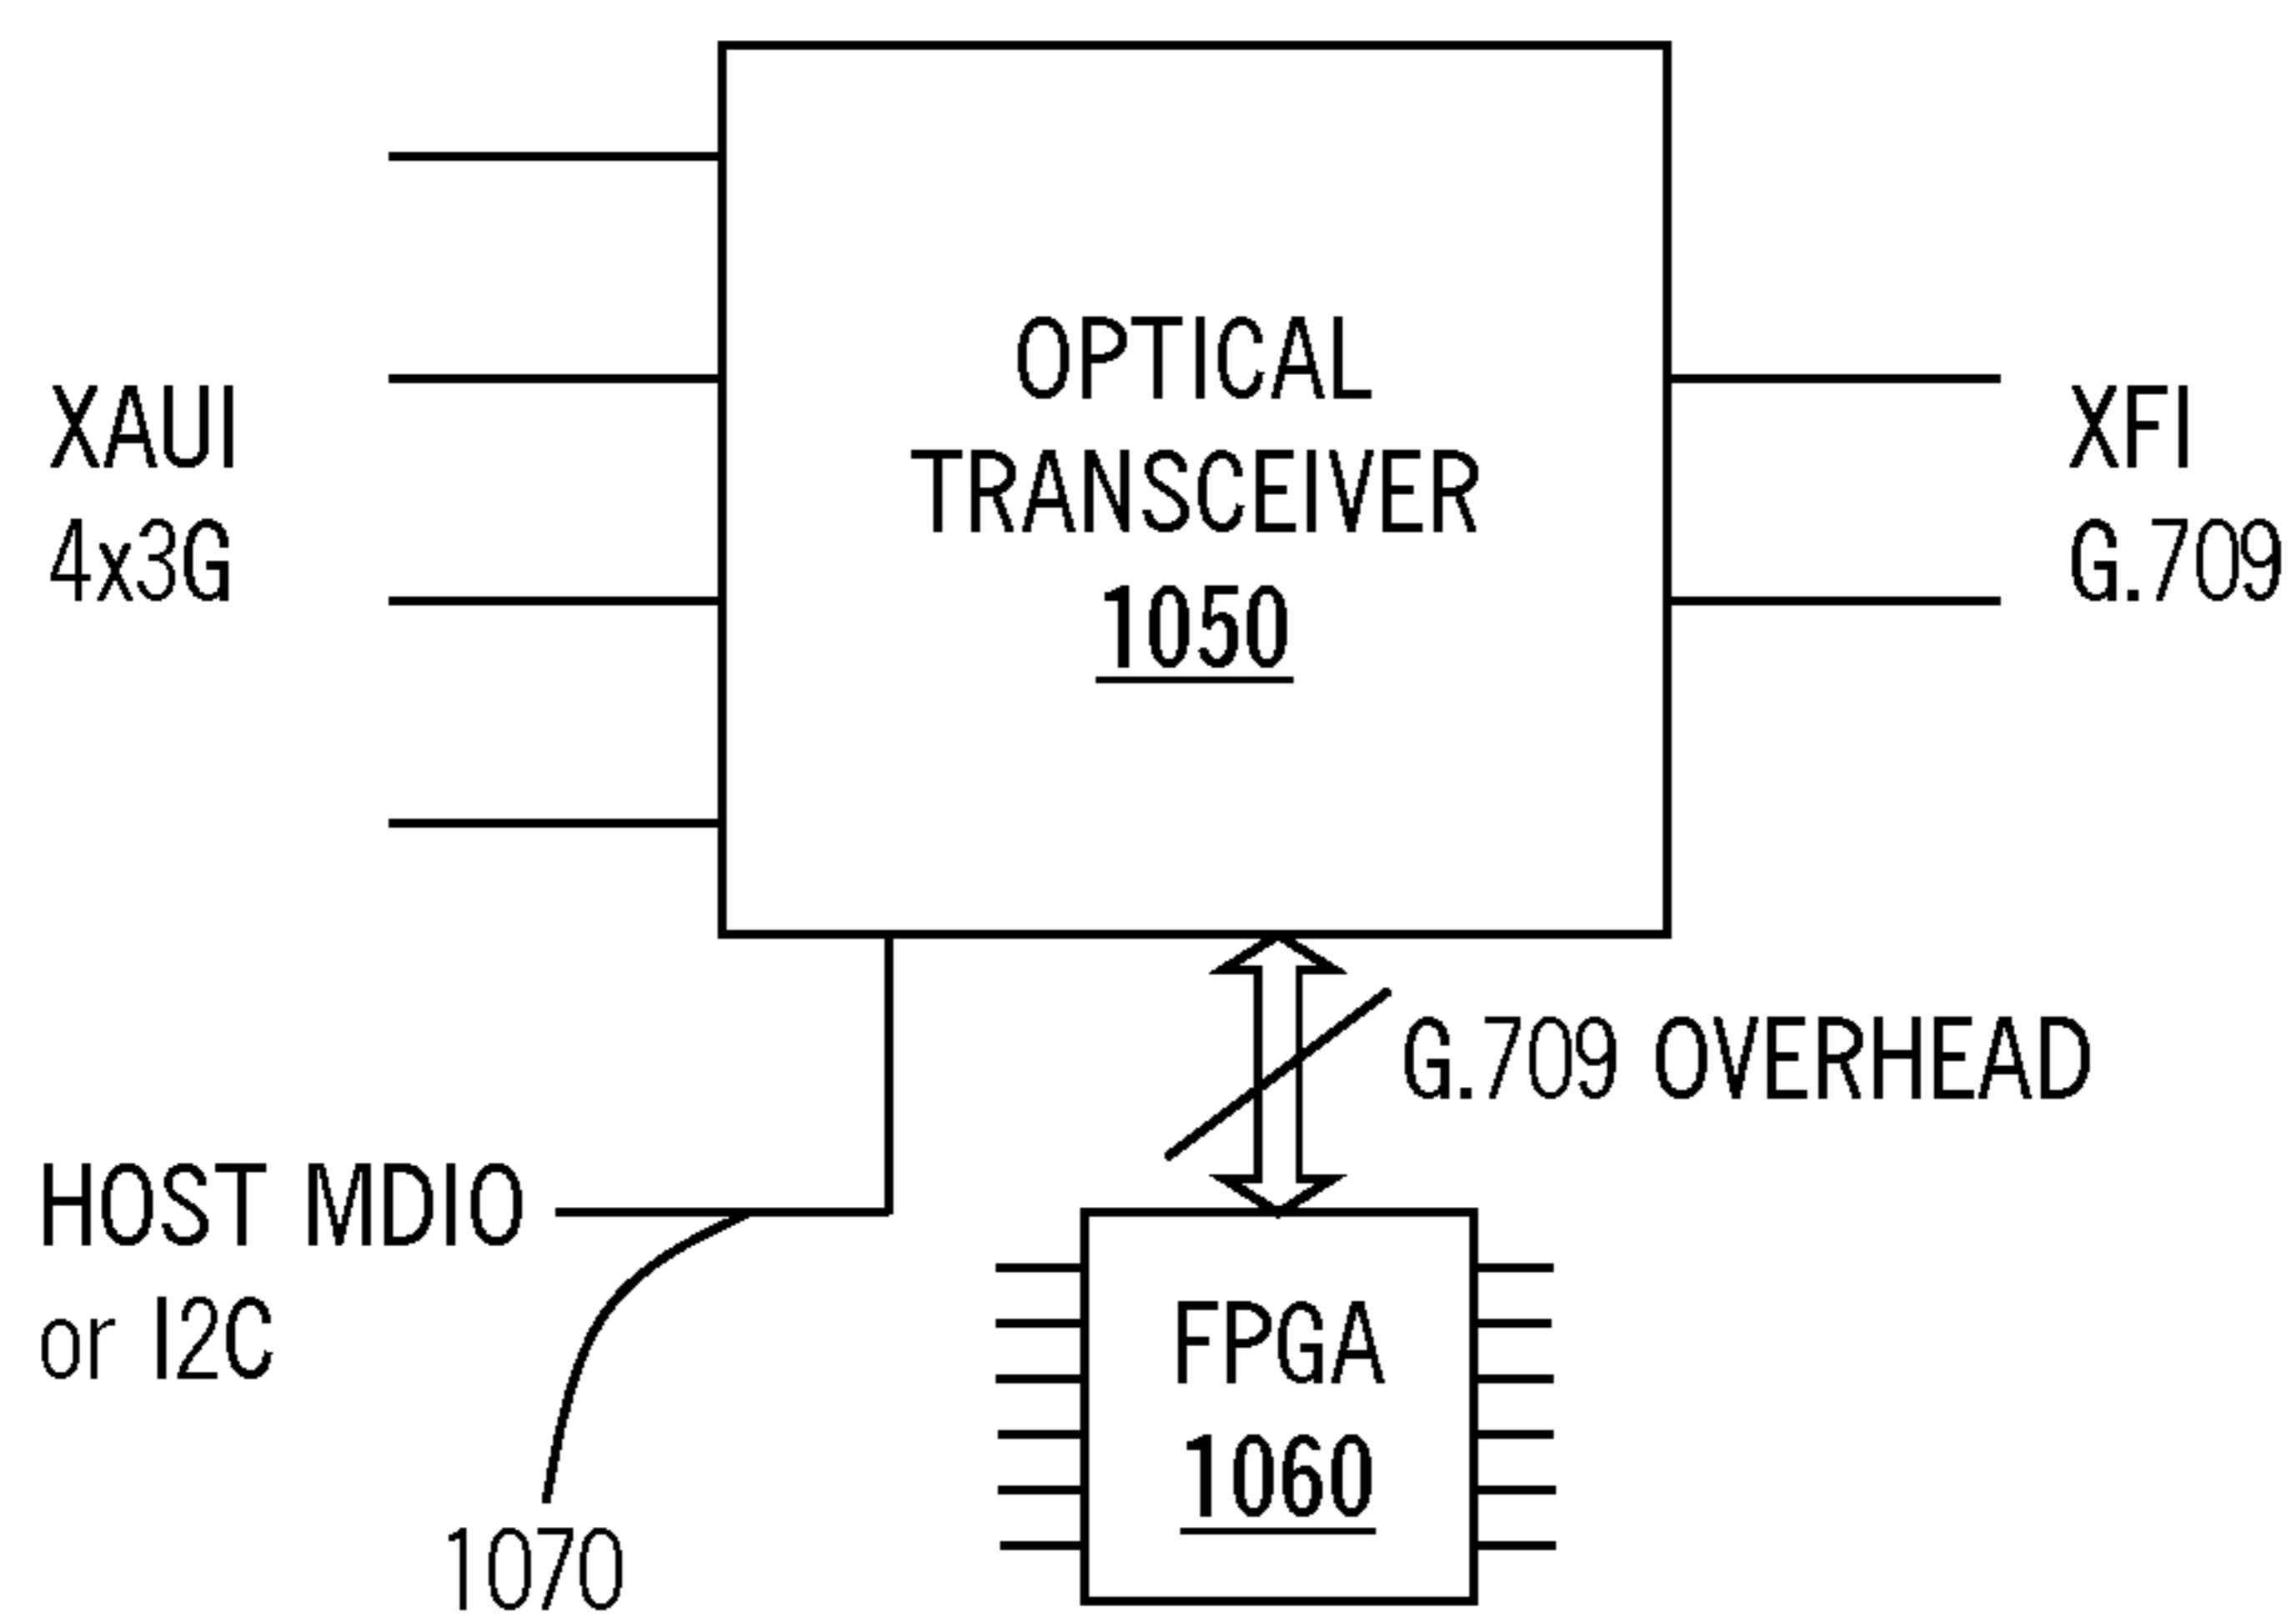 OPTICAL
TRANSCEIVER
1050
XAUI
4x3G
XFI
G.709
G.709 OVERHEAD
HOST MDIO
or I2C
1070
FPGA
1060